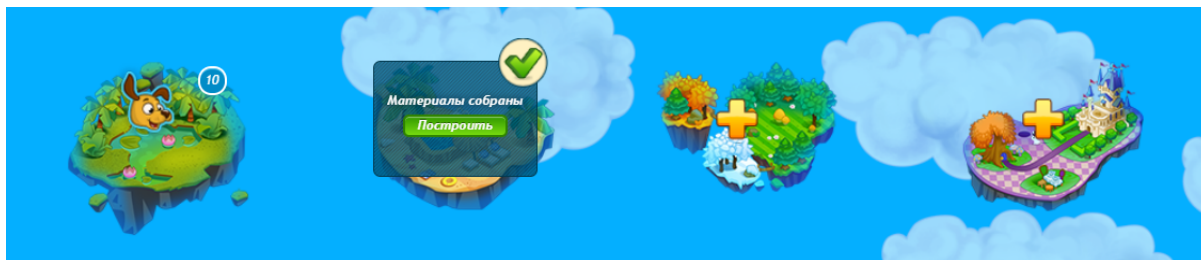 10
Материалы собраны
Построить